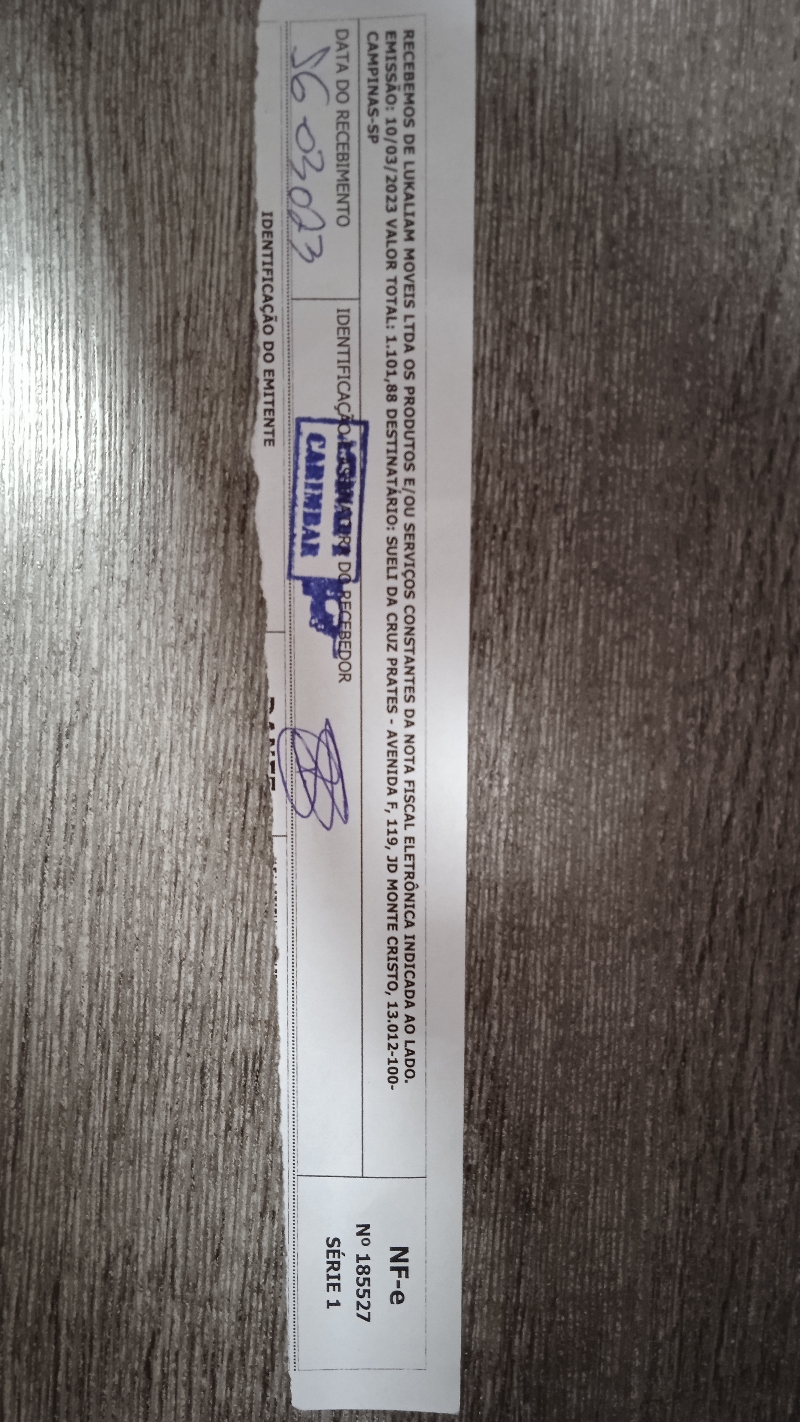 RECEBEMOS DE LUKALIAM MOVEIS LTDA OS PRODUTOS E/OU SERVIÇOS CONSTANTES DA NOTA FISCAL ELETRÔNICA INDICADA AO LADO.
EMISSÃO: 10/03/2023 VALOR TOTAL: 1.101,88 DESTINATÁRIO: SUELI DA CRUZ PRATES - AVENIDA F, 119, JD MONTE CRISTO, 13.012-100-
CAMPINAS-SP
NF-e
Nº 185527
SÉRIE 1
DATA DO RECEBIMENTO
IDENTIFICAÇÃO DO RECEBEDOR
CARIMBAR
IDENTIFICAÇÃO DO EMITENTE